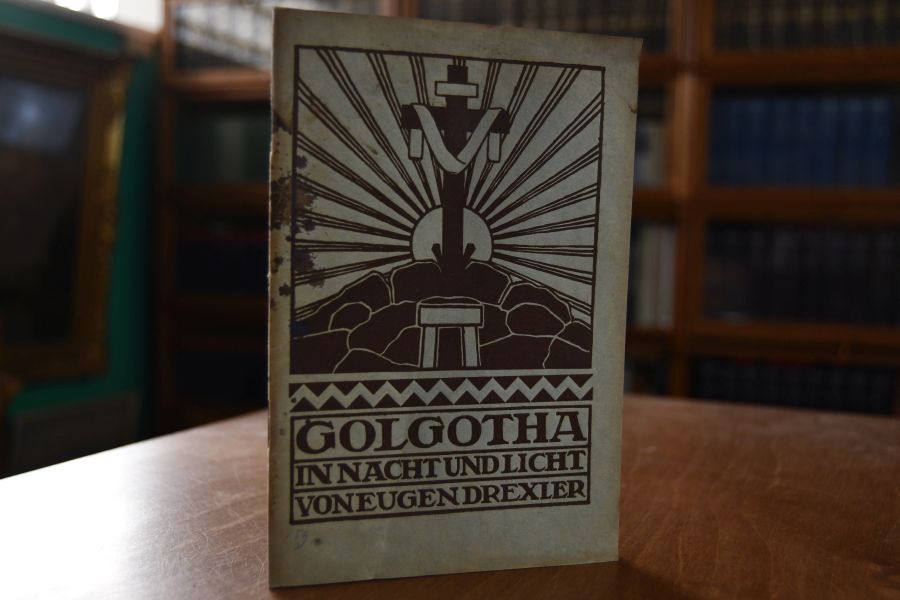 GOLGOTHA
IN NACHT UND LICHT
VON EUGEN DREXLER